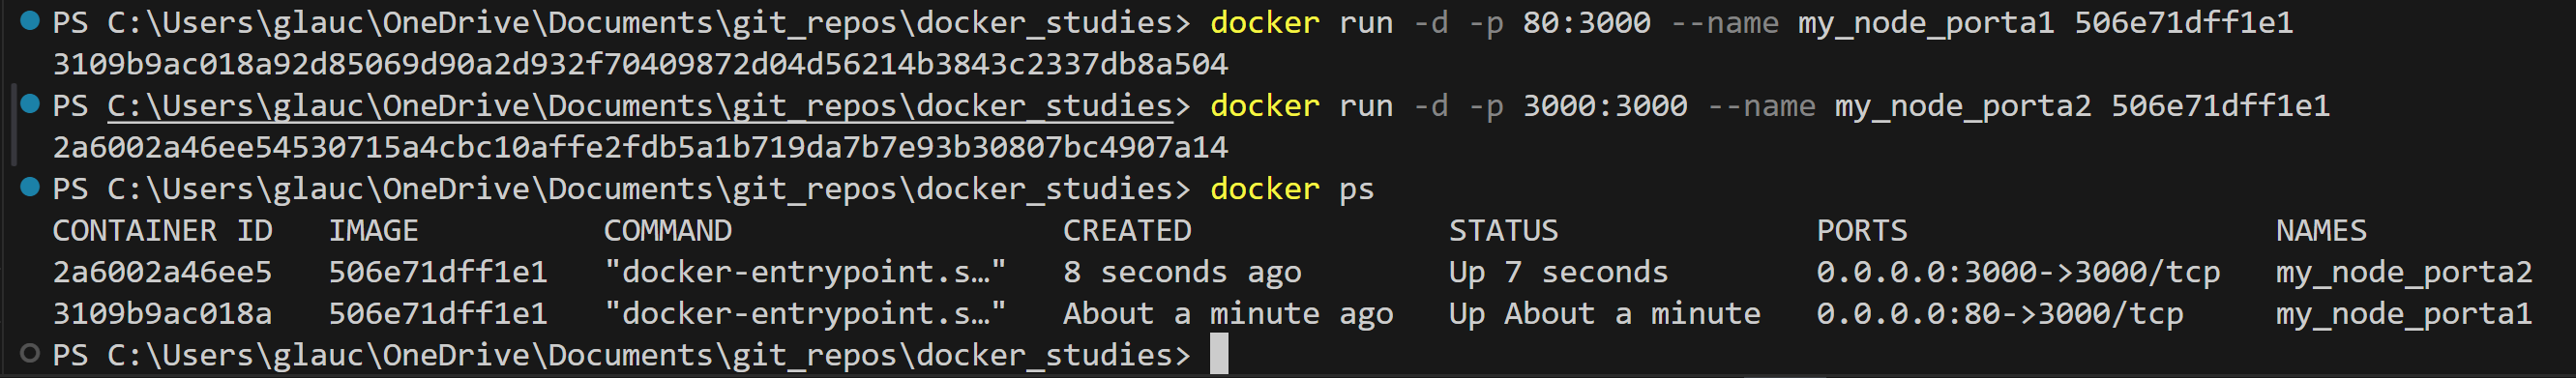 PS C:\Users\glauc\OneDrive\Documents\git_repos\docker_studies> docker run -d -p 80:3000 --name my_node_porta1 506e71dff1e1
3109b9ac018a92d85069d90a2d932f70409872d04d56214b3843c2337db8a504
PS C:\Users\glauc\OneDrive\Documents\git_repos\docker_studies> docker run -d -p 3000:3000 --name my_node_porta2 506e71dff1e1
2a6002a46ee54530715a4cbc10affe2fdb5a1b719da7b7e93b30807bc4907a14
PS C:\Users\glauc\OneDrive\Documents\git_repos\docker_studies> docker ps
CONTAINER ID   IMAGE          COMMAND                  CREATED              STATUS              PORTS                    NAMES
2a6002a46ee5   506e71dff1e1   "docker-entrypoint.s…"   8 seconds ago        Up 7 seconds        0.0.0.0:3000->3000/tcp   my_node_porta2
3109b9ac018a   506e71dff1e1   "docker-entrypoint.s…"   About a minute ago   Up About a minute   0.0.0.0:80->3000/tcp     my_node_porta1
PS C:\Users\glauc\OneDrive\Documents\git_repos\docker_studies>